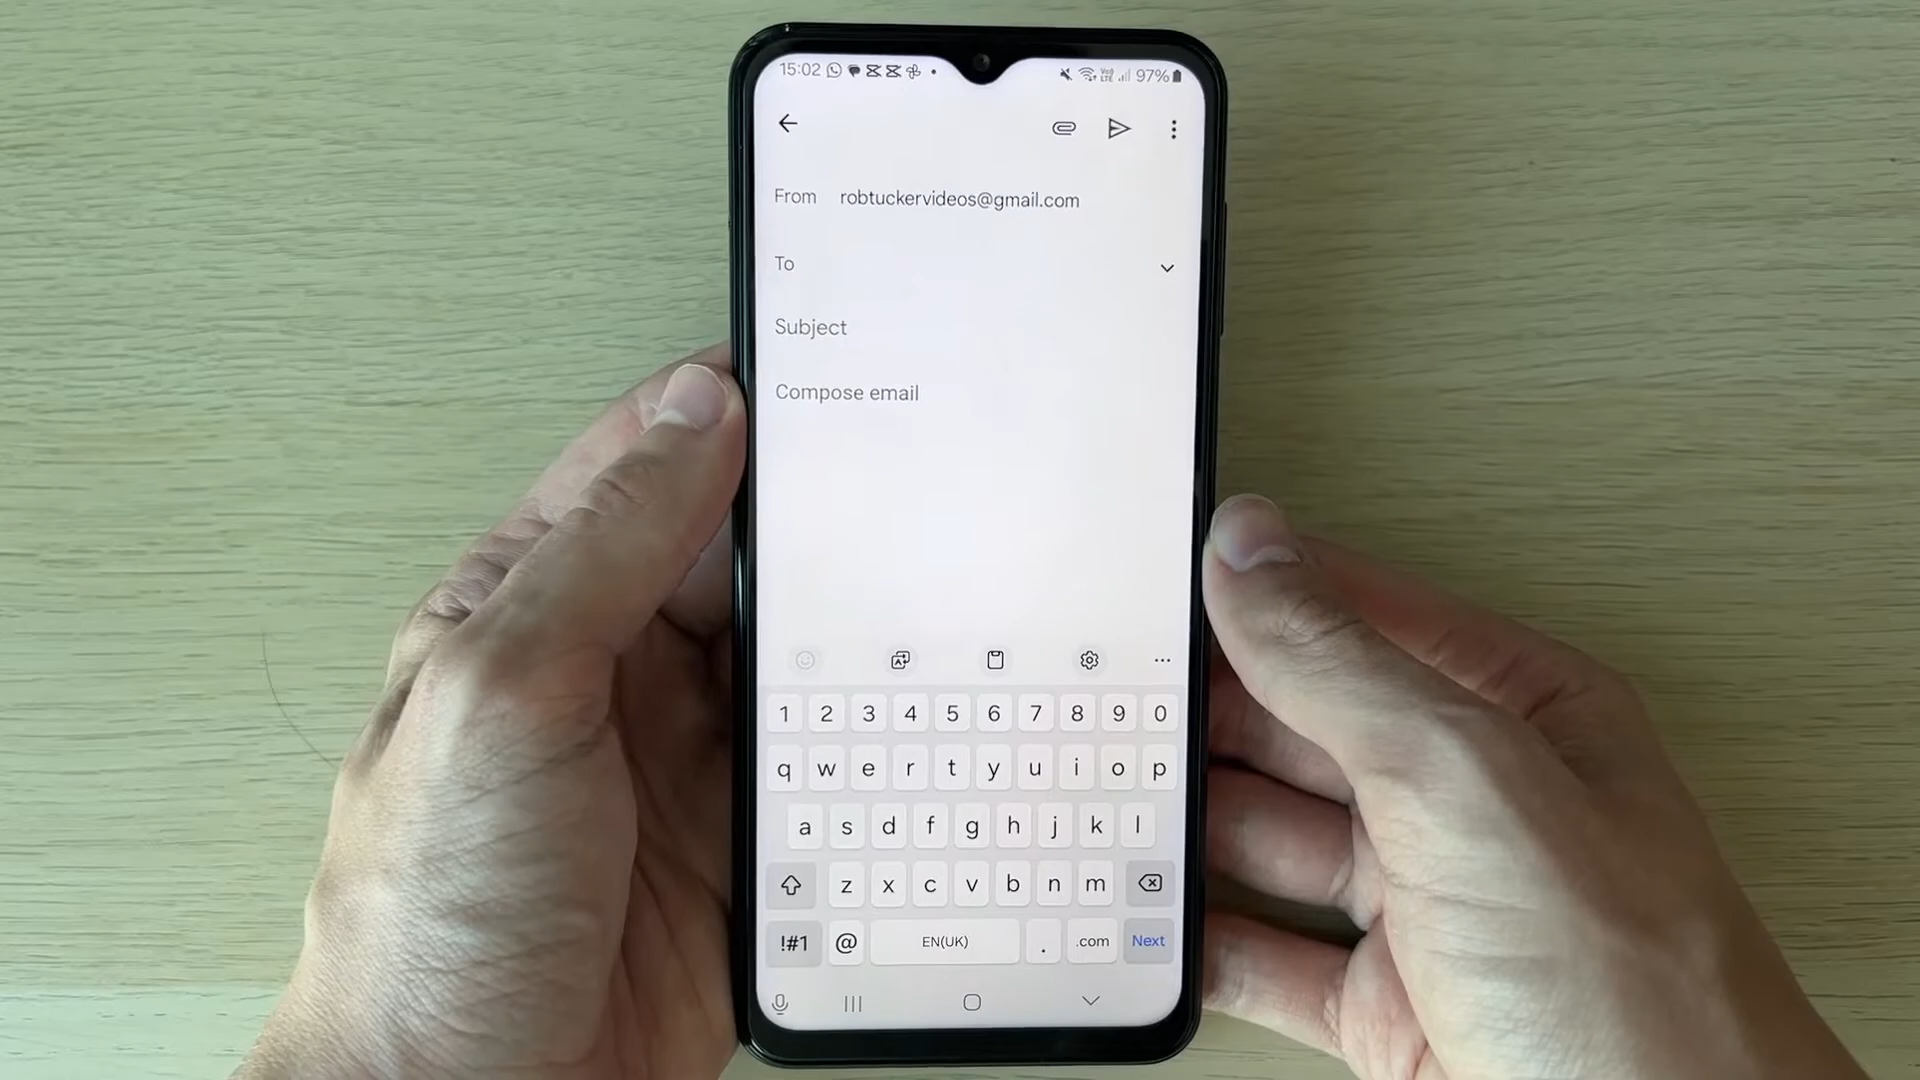 15:02 VoLTE 97%
From robtuckervideos@gmail.com
To
Subject
Compose email
1 2 3 4 5 6 7 8 9 0
q w e r t y u i o p
a s d f g h j k l
z x c v b n m
!#1 @ EN(UK) . .com Next